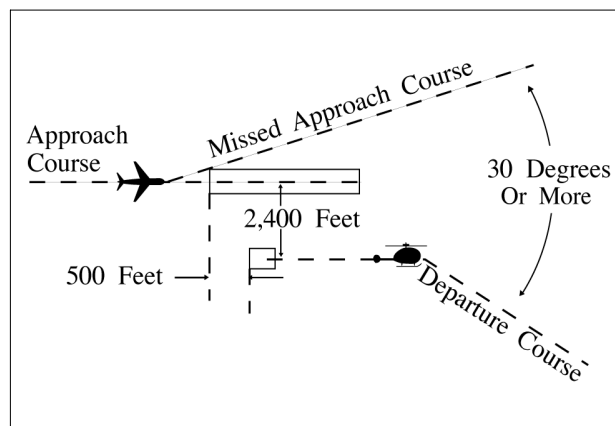 Missed Approach Course
Approach
Course
30 Degrees
Or More
2,400 Feet
500 Feet
Departure Course